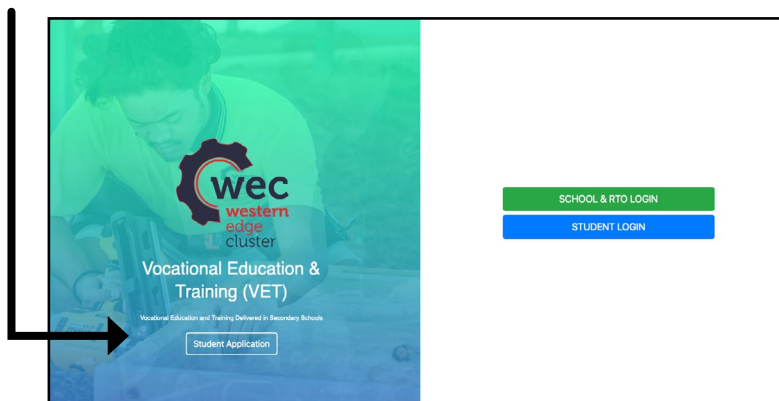 wec
western
edge
cluster
Vocational Education &
Training (VET)
Vocational Education and Training Delivered in Secondary Schools
Student Application
SCHOOL & RTO LOGIN
STUDENT LOGIN